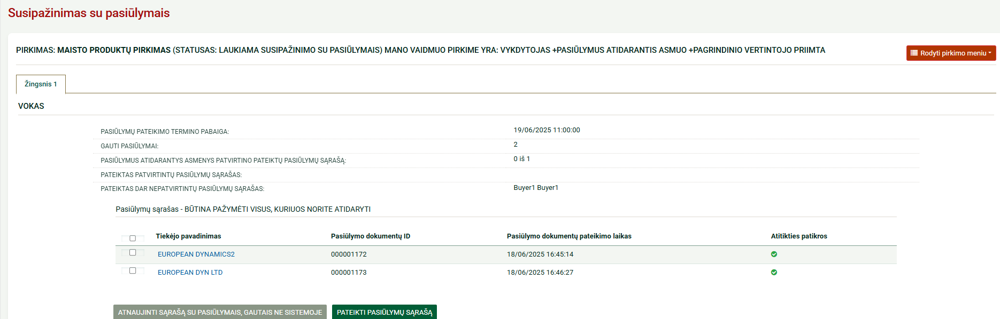 Susipažinimas su pasiūlymais
PIRKIMAS: MAISTO PRODUKTŲ PIRKIMAS (STATUSAS: LAUKIAMA SUSIPAŽINIMO SU PASIŪLYMAIS) MANO VAIDMUO PIRKIME YRA: VYKDYTOJAS +PASIŪLYMUS ATIDARANTIS ASMUO +PAGRINDINIO VERTINTOJO PRIIMTA
Rodyti pirkimo meniu
Žingsnis 1
VOKAS
PASIŪLYMŲ PATEIKIMO TERMINO PABAIGA: 19/06/2025 11:00:00
GAUTI PASIŪLYMAI: 2
PASIŪLYMUS ATIDARANTYS ASMENYS PATVIRTINO PATEIKTŲ PASIŪLYMŲ SĄRAŠĄ: 0 iš 1
PATEIKTAS PATVIRTINTŲ PASIŪLYMŲ SĄRAŠAS:
PATEIKTAS DAR NEPATVIRTINTŲ PASIŪLYMŲ SĄRAŠAS: Buyer1 Buyer1
Pasiūlymų sąrašas - BŪTINA PAŽYMĖTI VISUS, KURIUOS NORITE ATIDARYTI
Tiekėjo pavadinimas Pasiūlymo dokumentų ID Pasiūlymo dokumentų pateikimo laikas Atitikties patikros
EUROPEAN DYNAMICS2 000001172 18/06/2025 16:45:14
EUROPEAN DYN LTD 000001173 18/06/2025 16:46:27
ATNAUJINTI SĄRAŠĄ SU PASIŪLYMAIS, GAUTAIS NE SISTEMOJE PATEIKTI PASIŪLYMŲ SĄRAŠĄ